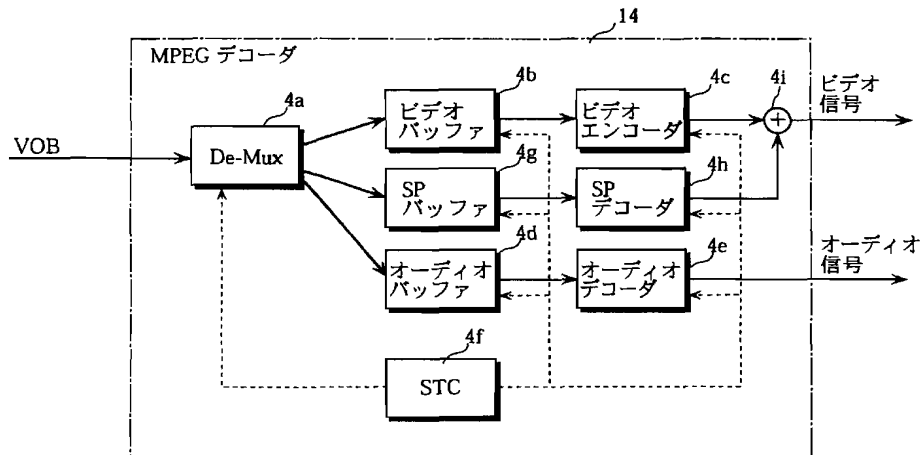 14
MPEG デコーダ
4a
De-Mux
VOB
4b
ビデオ
バッファ
4c
ビデオ
エンコーダ
4i
+
ビデオ
信号
4g
SP
バッファ
4h
SP
デコーダ
4d
オーディオ
バッファ
4e
オーディオ
デコーダ
オーディオ
信号
4f
STC